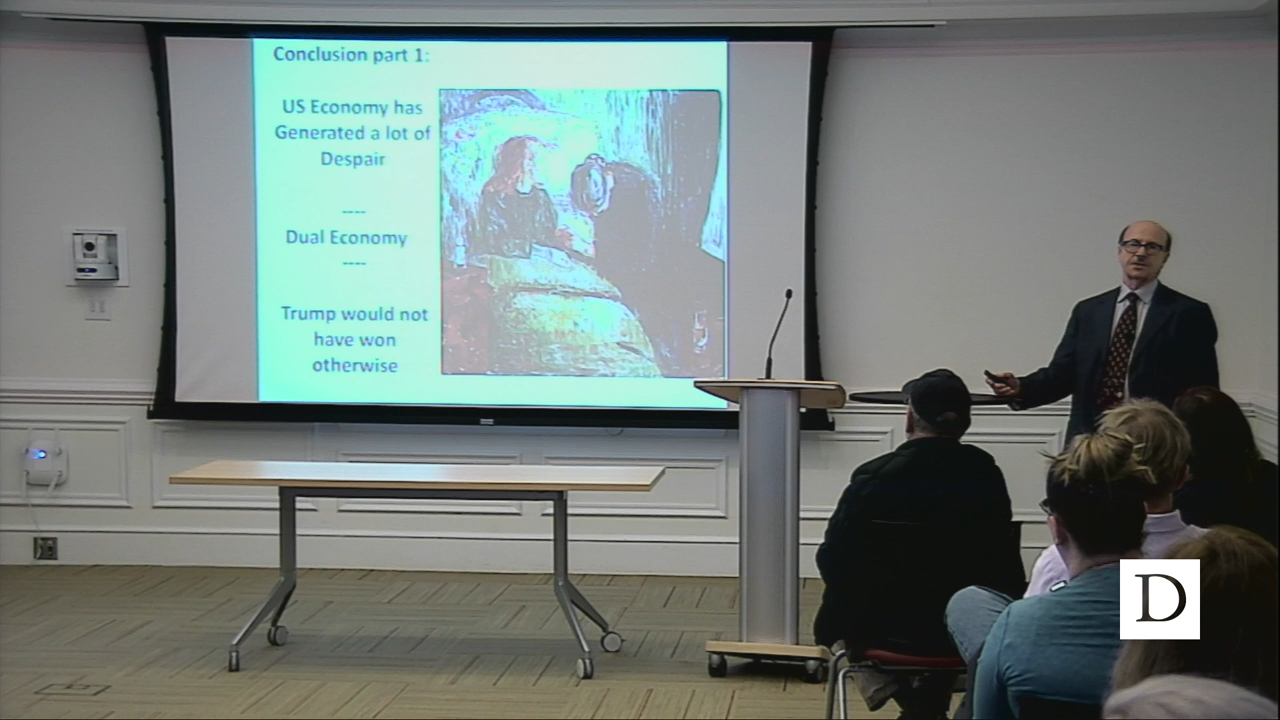 Conclusion part 1:
US Economy has
Generated a lot of
Despair
----
Dual Economy
----
Trump would not
have won
otherwise
D